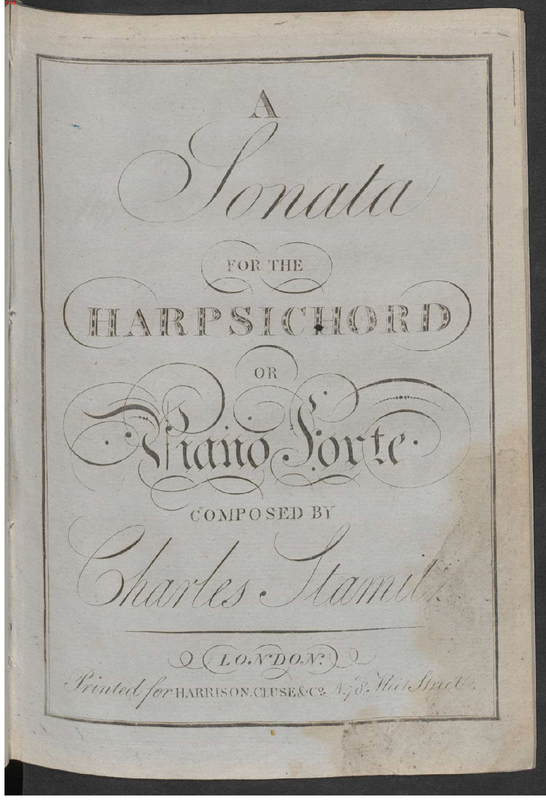 A
Sonata
FOR THE
HARPSICHORD
OR
Piano Forte.
COMPOSED BY
Charles Stamitz
LONDON:
Printed for HARRISON, CLUSE & Co. No. 78, Fleet Street.